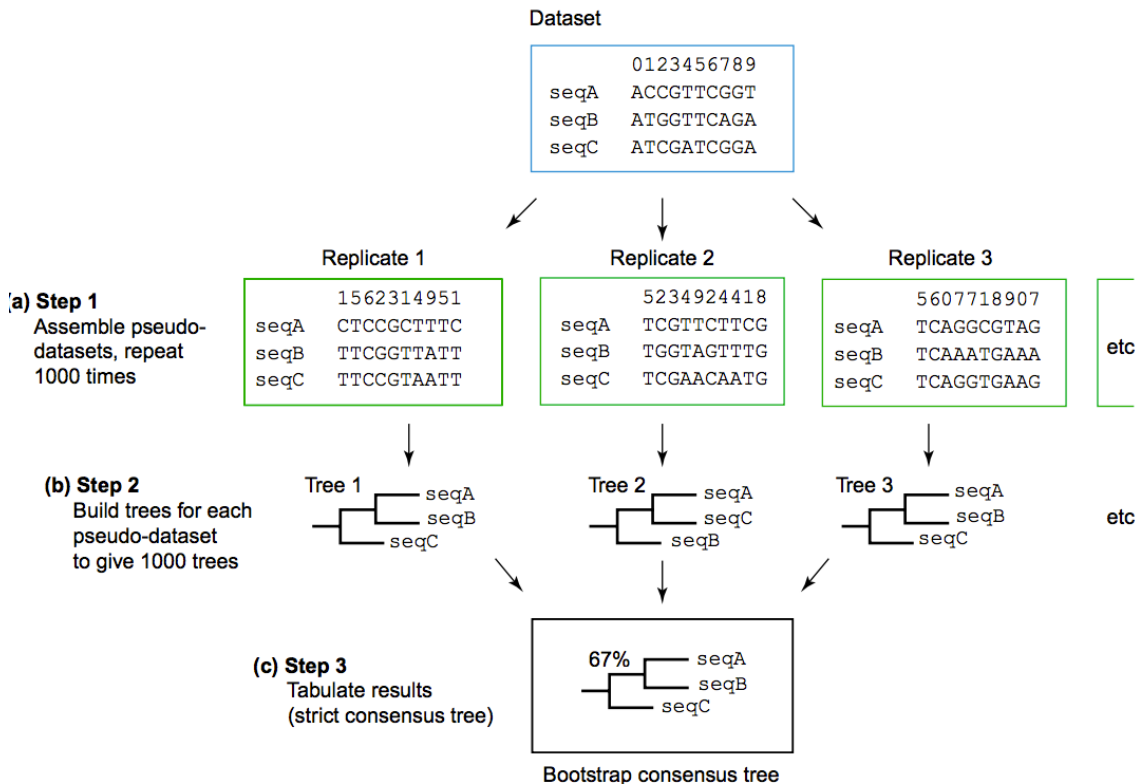 Dataset
0123456789
seqA ACCGTTCGGT
seqB ATGGTTCAGA
seqC ATCGATCGGA
Replicate 1
Replicate 2
Replicate 3
(a) Step 1
Assemble pseudo-
datasets, repeat
1000 times
1562314951
seqA CTCCGCTTTC
seqB TTCGGTTATT
seqC TTCCGTAATT
5234924418
seqA TCGTTCTTCG
seqB TGGTAGTTTG
seqC TCGAACAATG
5607718907
seqA TCAGGCGTAG
seqB TCAAATGAAA
seqC TCAGGTGAAG
etc
(b) Step 2
Build trees for each
pseudo-dataset
to give 1000 trees
Tree 1
seqA
seqB
seqC
Tree 2
seqA
seqC
seqB
Tree 3
seqA
seqB
seqC
etc
(c) Step 3
Tabulate results
(strict consensus tree)
67%
seqA
seqB
seqC
Bootstrap consensus tree